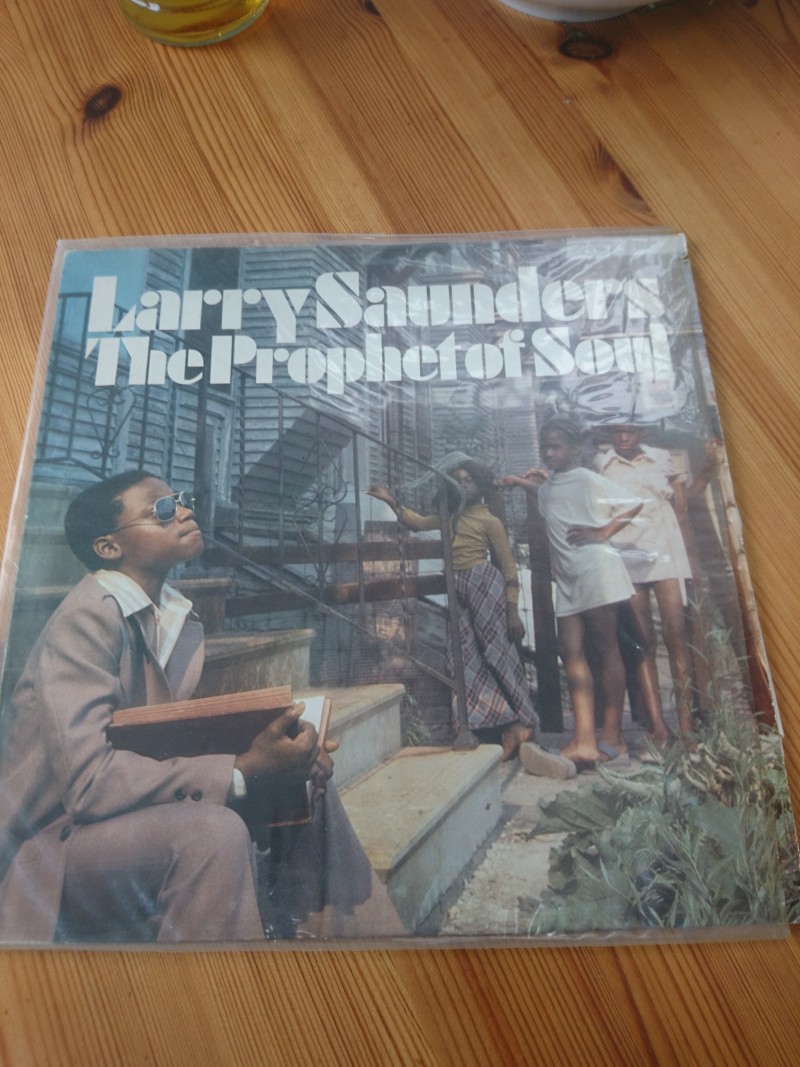 Larry Saunders
The Prophet of Soul